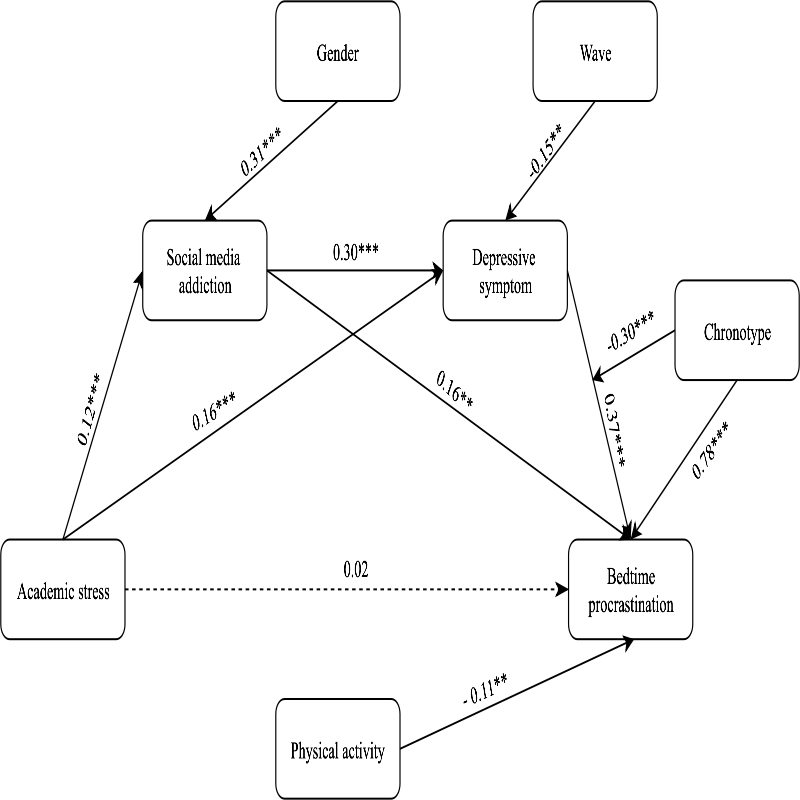 Gender
Wave
0.31***
-0.15**
Social media
addiction
0.30***
Depressive
symptom
Chronotype
-0.30***
0.12***
0.16***
0.16**
0.37***
0.78***
Academic stress
0.02
Bedtime
procrastination
- 0.11**
Physical activity